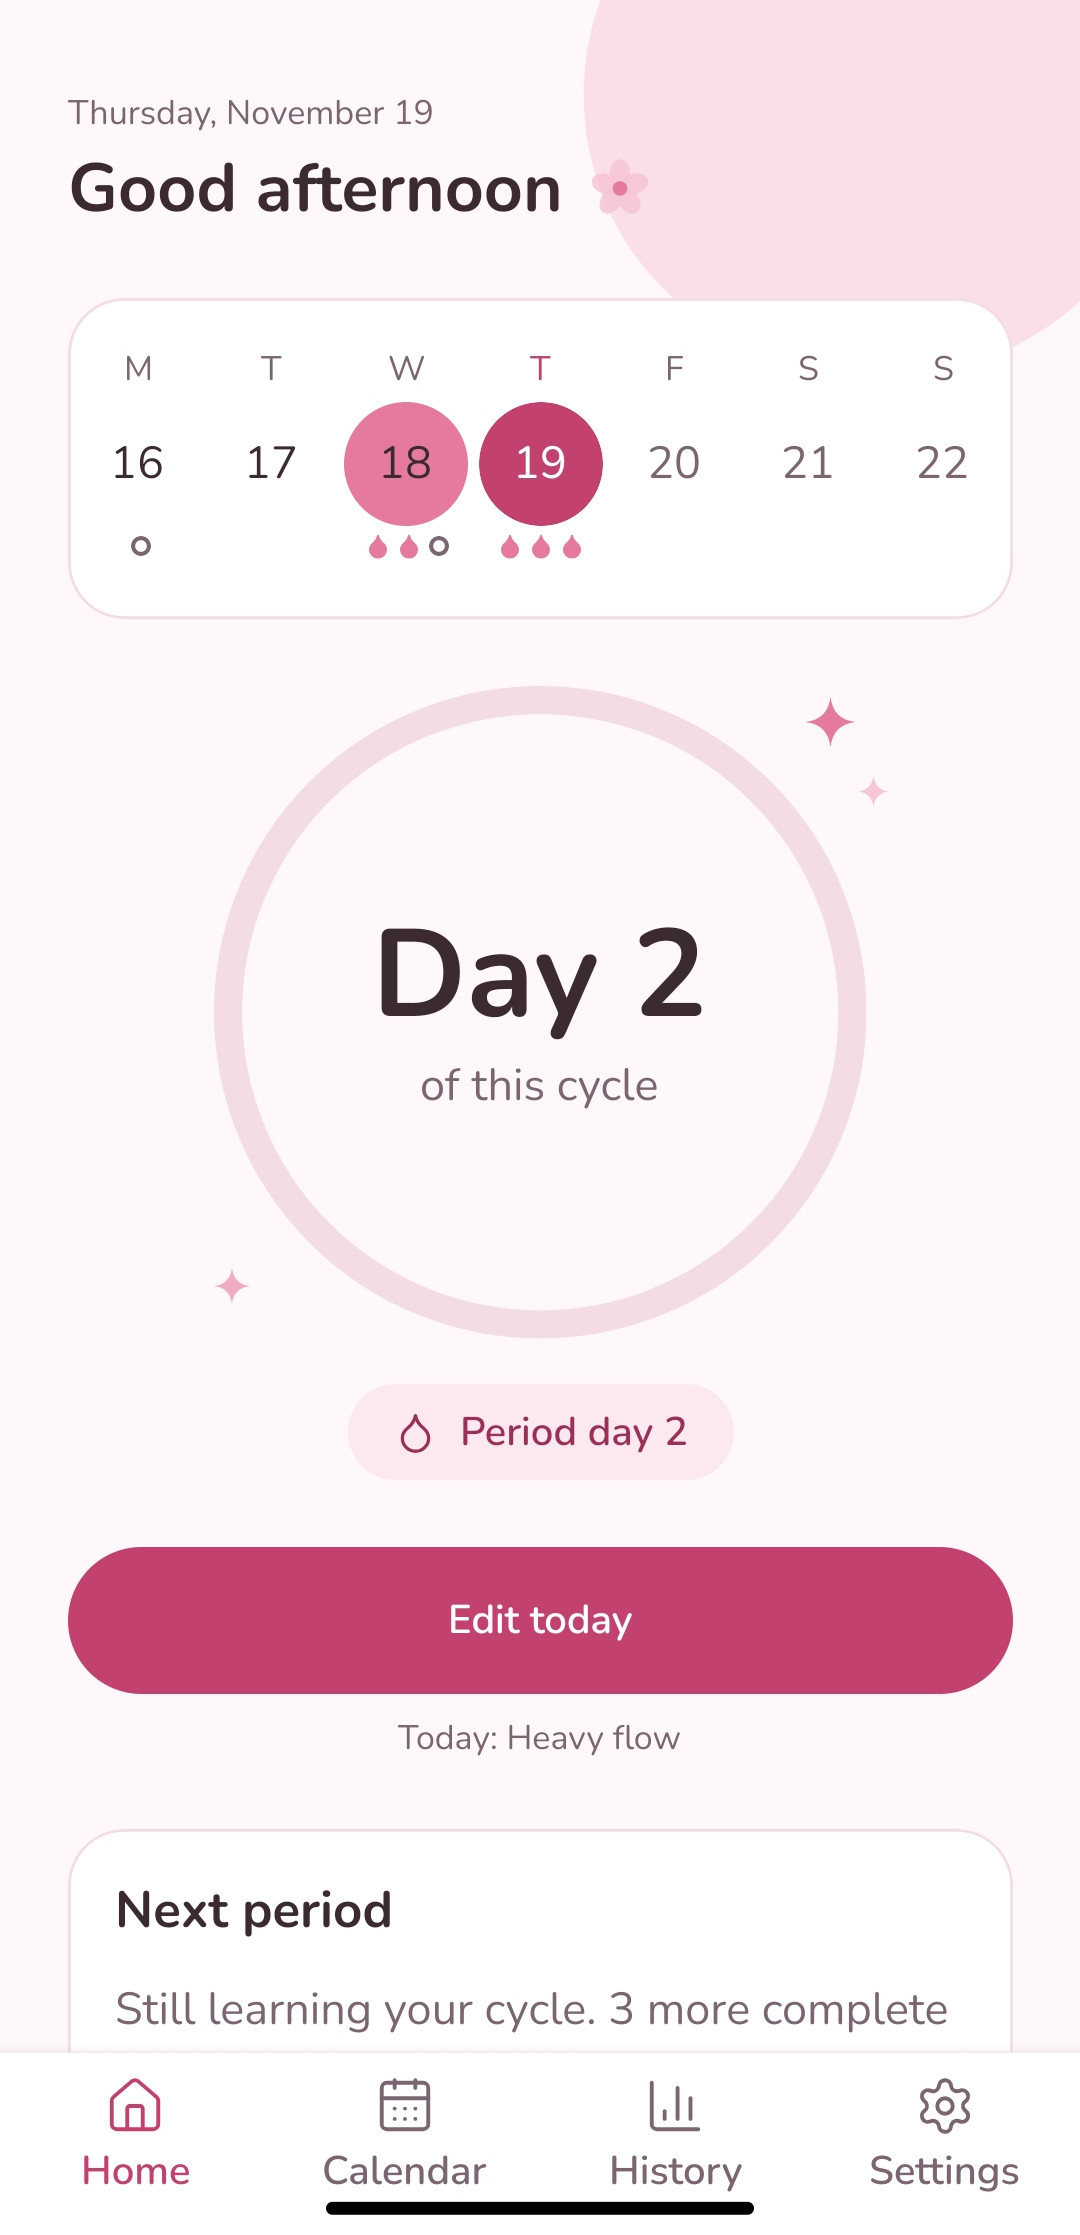 Thursday, November 19
Good afternoon
M T W T F S S
16 17 18 19 20 21 22
Day 2
of this cycle
Period day 2
Edit today
Today: Heavy flow
Next period
Still learning your cycle. 3 more complete
Home Calendar History Settings